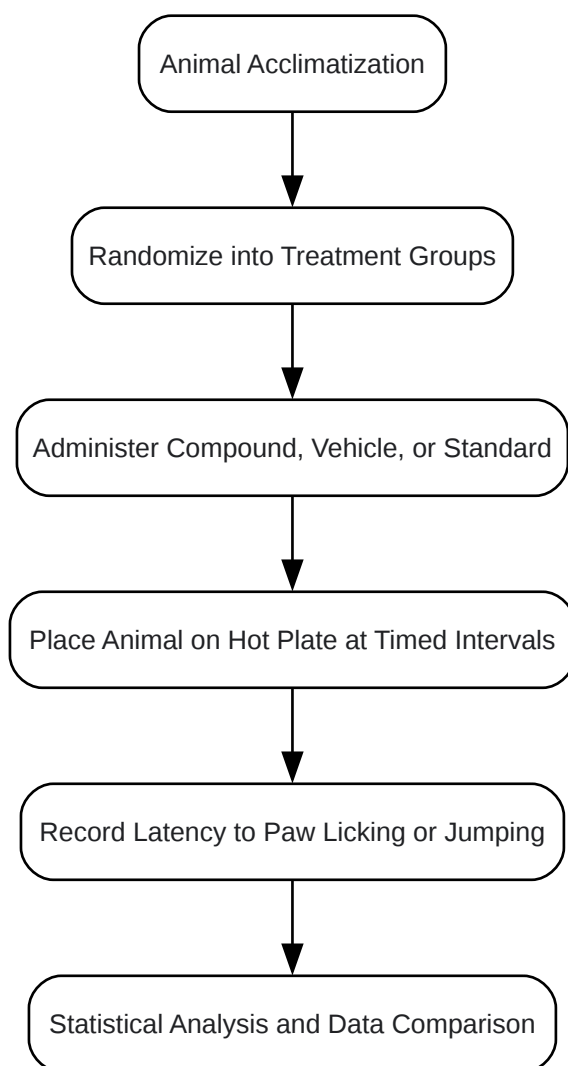 Animal Acclimatization
Randomize into Treatment Groups
Administer Compound, Vehicle, or Standard
Place Animal on Hot Plate at Timed Intervals
Record Latency to Paw Licking or Jumping
Statistical Analysis and Data Comparison